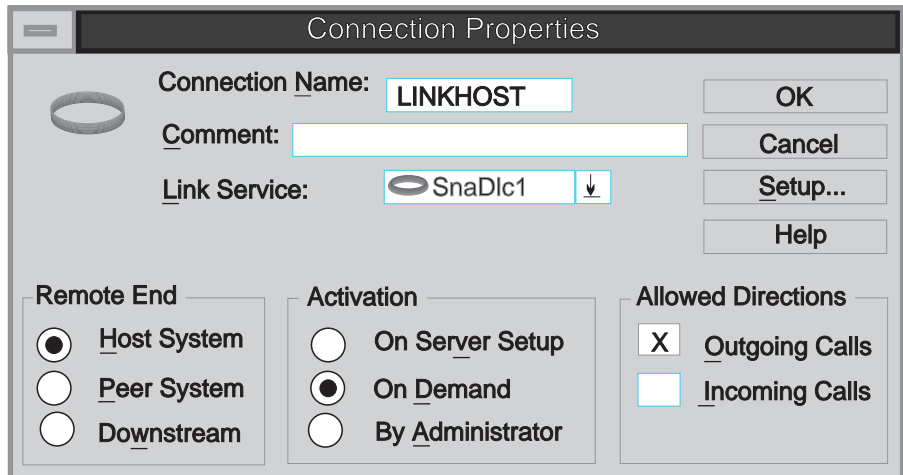 Connection Properties
Connection Name: LINKHOST
OK
Comment:
Cancel
Link Service: SnaDlc1
Setup...
Help
Remote End
Host System
Peer System
Downstream
Activation
On Server Setup
On Demand
By Administrator
Allowed Directions
X Outgoing Calls
Incoming Calls